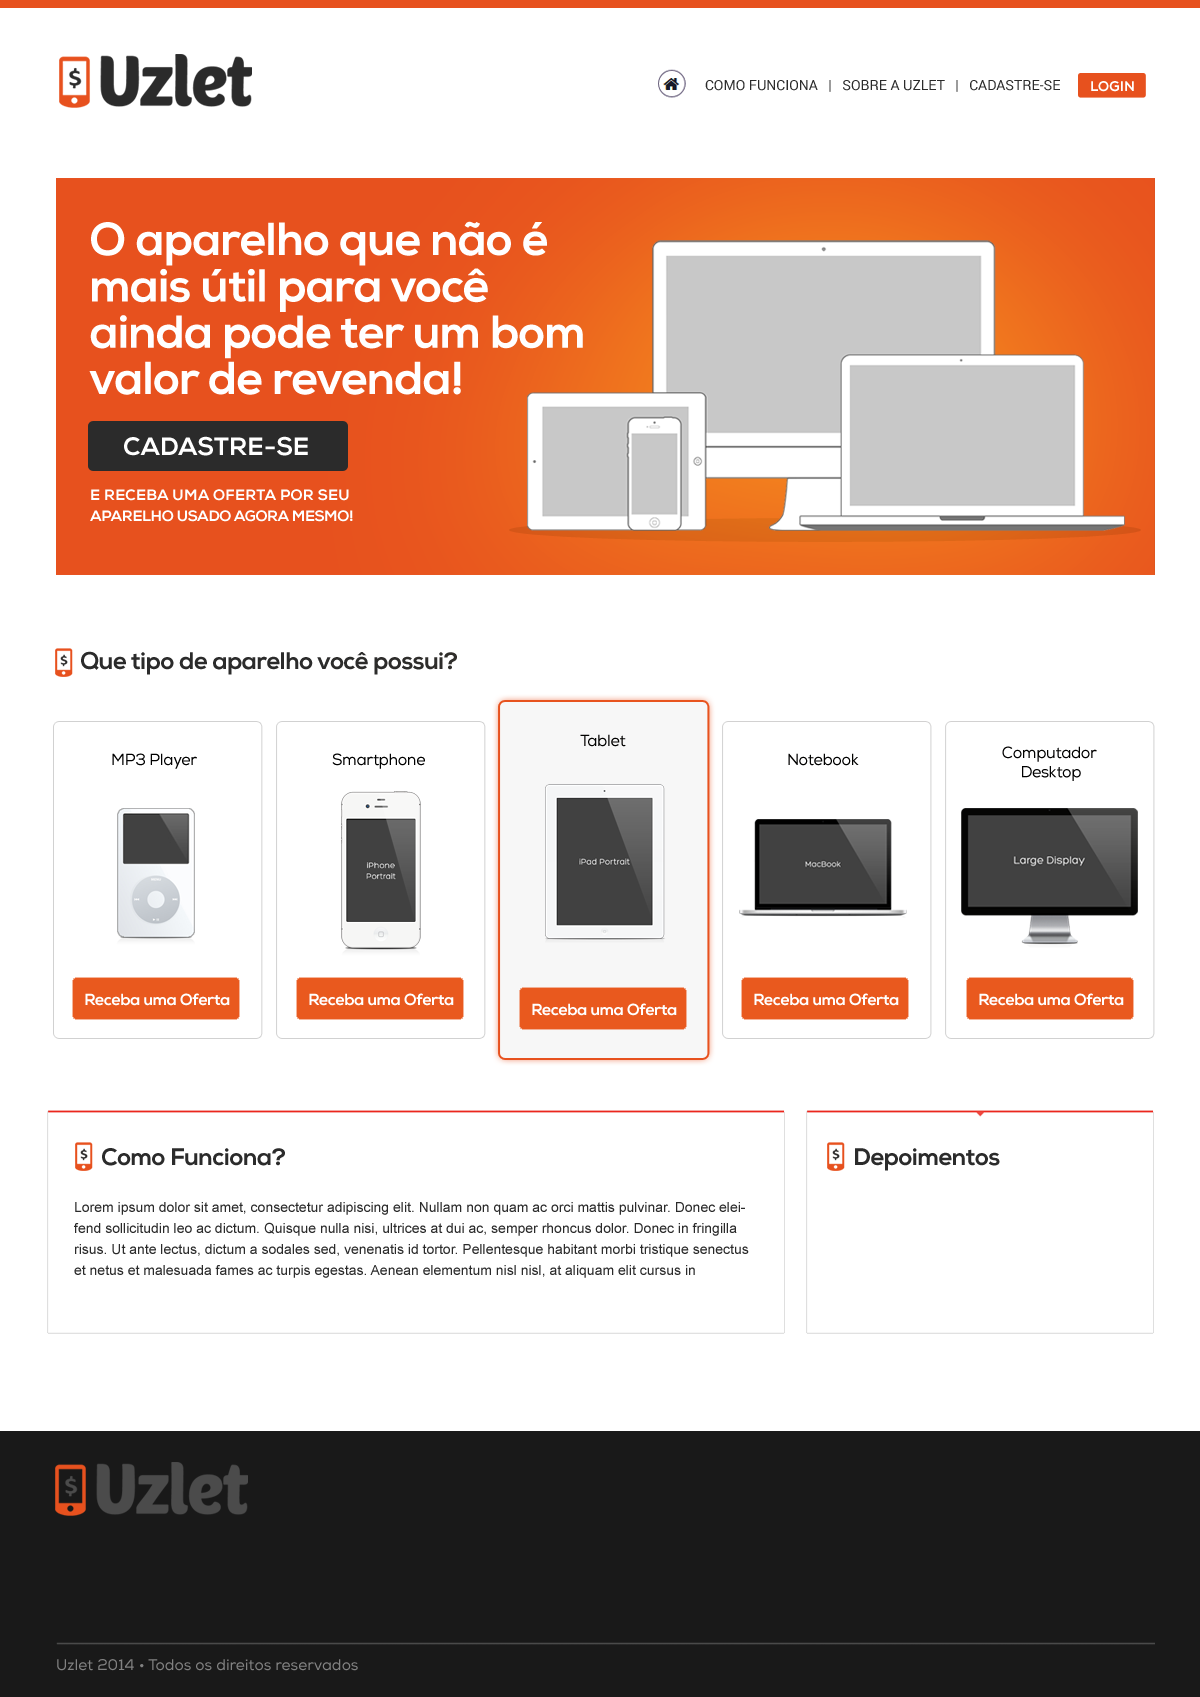 $ Uzlet
COMO FUNCIONA | SOBRE A UZLET | CADASTRE-SE LOGIN
O aparelho que não é
mais útil para você
ainda pode ter um bom
valor de revenda!
CADASTRE-SE
E RECEBA UMA OFERTA POR SEU
APARELHO USADO AGORA MESMO!
$ Que tipo de aparelho você possui?
MP3 Player
Receba uma Oferta
Smartphone
iPhone
Portrait
Receba uma Oferta
Tablet
iPad Portrait
Receba uma Oferta
Notebook
MacBook
Receba uma Oferta
Computador
Desktop
Large Display
Receba uma Oferta
$ Como Funciona?
Lorem ipsum dolor sit amet, consectetur adipiscing elit. Nullam non quam ac orci mattis pulvinar. Donec elei-
fend sollicitudin leo ac dictum. Quisque nulla nisi, ultrices at dui ac, semper rhoncus dolor. Donec in fringilla
risus. Ut ante lectus, dictum a sodales sed, venenatis id tortor. Pellentesque habitant morbi tristique senectus
et netus et malesuada fames ac turpis egestas. Aenean elementum nisl nisl, at aliquam elit cursus in
$ Depoimentos
$ Uzlet
Uzlet 2014 • Todos os direitos reservados